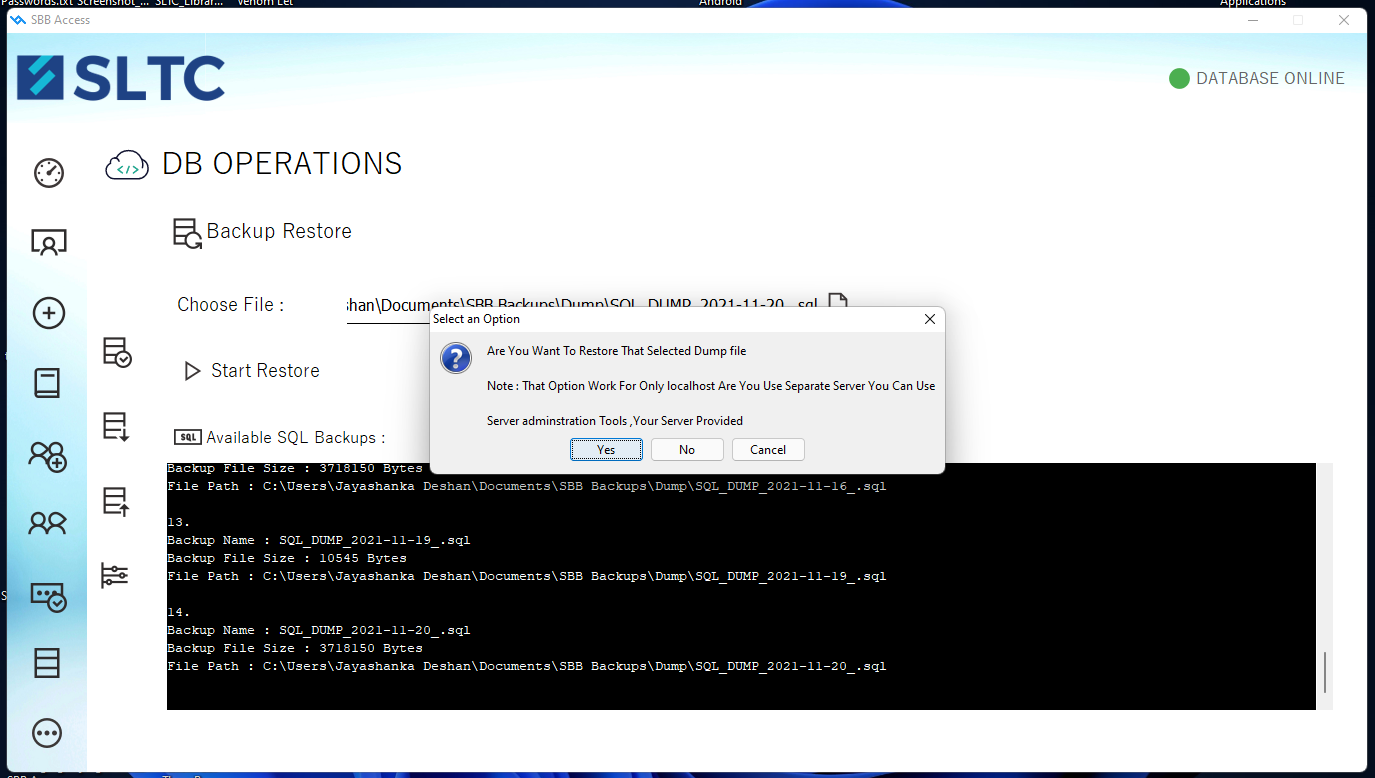 Passwords.txt Screenshot_... SLTC_Librar... Venom Let Android Applications
SBB Access
SLTC
DATABASE ONLINE
</> DB OPERATIONS
Backup Restore
Choose File : shan\Documents\SBB Backups\Dump\SQL_DUMP_2021-11-20_.sql
Select an Option
Are You Want To Restore That Selected Dump file
Note : That Option Work For Only localhost Are You Use Separate Server You Can Use
Server adminstration Tools ,Your Server Provided
Yes No Cancel
Start Restore
SQL Available SQL Backups :
Backup File Size : 3718150 Bytes
File Path : C:\Users\Jayashanka Deshan\Documents\SBB Backups\Dump\SQL_DUMP_2021-11-16_.sql
13.
Backup Name : SQL_DUMP_2021-11-19_.sql
Backup File Size : 10545 Bytes
File Path : C:\Users\Jayashanka Deshan\Documents\SBB Backups\Dump\SQL_DUMP_2021-11-19_.sql
14.
Backup Name : SQL_DUMP_2021-11-20_.sql
Backup File Size : 3718150 Bytes
File Path : C:\Users\Jayashanka Deshan\Documents\SBB Backups\Dump\SQL_DUMP_2021-11-20_.sql